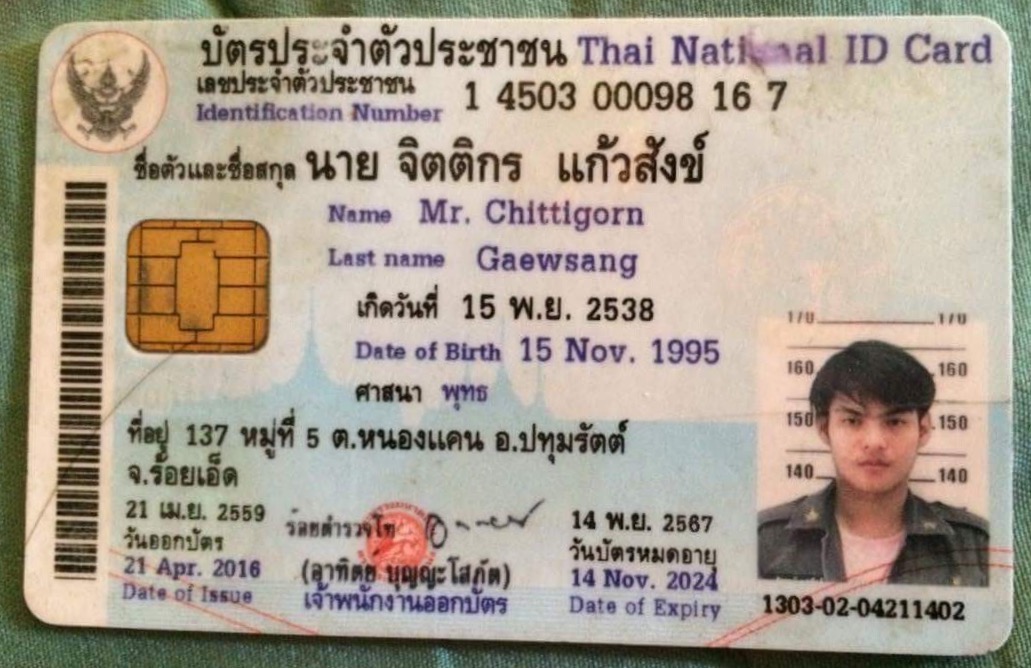 บัตรประจำตัวประชาชน Thai National ID Card
เลขประจำตัวประชาชน
Identification Number 1 4503 00098 16 7
ชื่อตัวและชื่อสกุล นาย จิตติกร แก้วสังข์
Name Mr. Chittigorn
Last name Gaewsang
เกิดวันที่ 15 พ.ย. 2538
Date of Birth 15 Nov. 1995
ศาสนา พุทธ
ที่อยู่ 137 หมู่ที่ 5 ต.หนองแคน อ.ปทุมรัตต์
จ.ร้อยเอ็ด
21 เม.ย. 2559
วันออกบัตร
21 Apr. 2016
Date of Issue
ร้อยตำรวจโท
(อาทิตย์ บุญญะโสภัต)
เจ้าพนักงานออกบัตร
14 พ.ย. 2567
วันบัตรหมดอายุ
14 Nov. 2024
Date of Expiry
170 170
160 160
150 150
140 140
1303-02-04211402